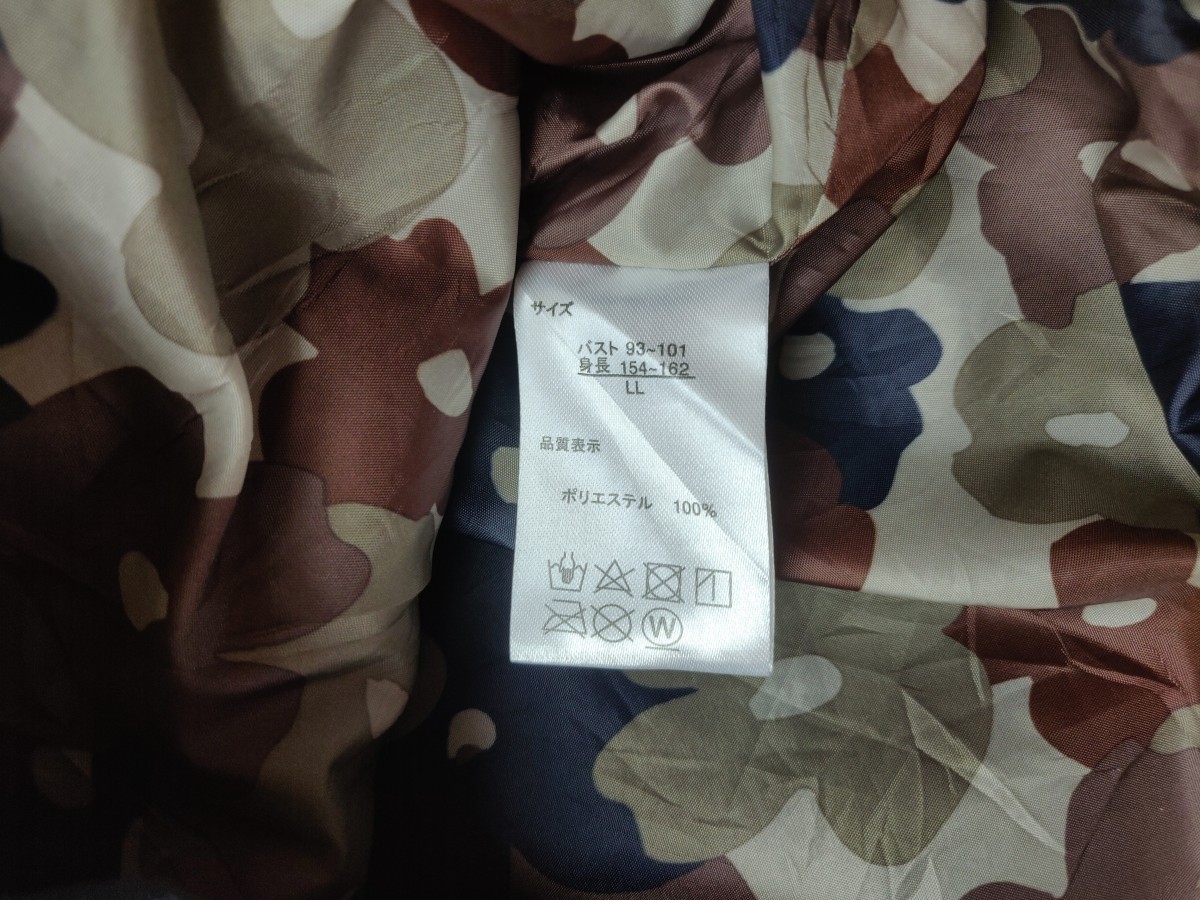 サイズ
バスト 93~101
身長 154~162
LL
品質表示
ポリエステル 100%
W